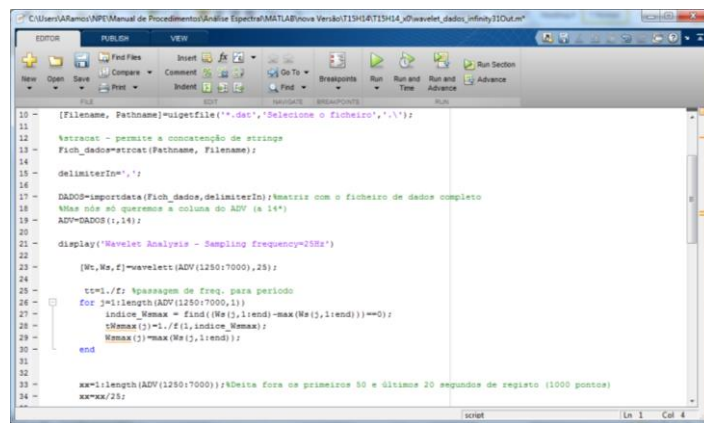 C:\Users\ARamos\NPE\Manual de Procedimentos\Análise Espectral\MATLAB\nova Versão\T15H14\T15H14_x0\wavelet_dados_infinity31Out.m*
EDITOR PUBLISH VIEW
New Open Save Find Files Compare Print
Insert fx Comment Indent
Go To Find
Breakpoints Run Run and Time Run and Advance Run Section Advance
FILE EDIT NAVIGATE BREAKPOINTS RUN
10 - [Filename, Pathname]=uigetfile('*.dat','Selecione o ficheiro','.\');
11
12 %stracat - permite a concatenção de strings
13 - Fich_dados=strcat(Pathname, Filename);
14
15 - delimiterIn=',';
16
17 - DADOS=importdata(Fich_dados,delimiterIn);%matriz com o ficheiro de dados completo
18 %Mas nós só queremos a coluna do ADV (a 14ª)
19 - ADV=DADOS(:,14);
20
21 - display('Wavelet Analysis - Sampling frequency=25Hz')
22
23 - [Wt,Ws,f]=wavelett(ADV(1250:7000),25);
24
25 - tt=1./f; %passagem de freq. para período
26 - for j=1:length(ADV(1250:7000,1))
27 - indice_Wsmax = find((Ws(j,1:end)-max(Ws(j,1:end)))==0);
28 - tWsmax(j)=1./f(1,indice_Wsmax);
29 - Wsmax(j)=max(Ws(j,1:end));
30 - end
31
32
33 - xx=1:length(ADV(1250:7000));%Deita fora os primeiros 50 e últimos 20 segundos de registo (1000 pontos)
34 - xx=xx/25;
script Ln 1 Col 4